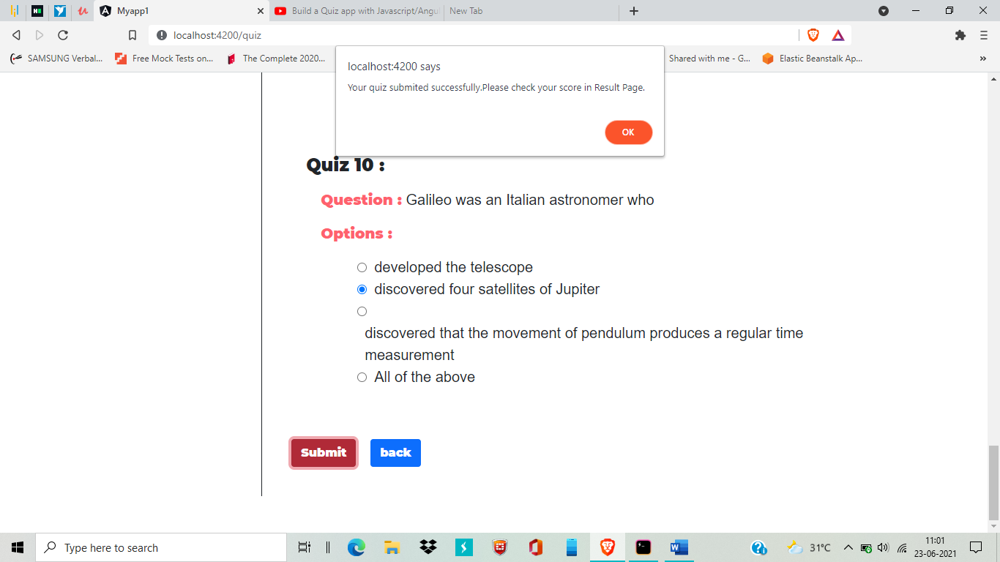 Myapp1
Build a Quiz app with Javascript/Angu
New Tab
localhost:4200/quiz
SAMSUNG Verbal...
Free Mock Tests on...
The Complete 2020...
Shared with me - G...
Elastic Beanstalk Ap...
localhost:4200 says
Your quiz submited successfully.Please check your score in Result Page.
OK
Quiz 10 :
Question : Galileo was an Italian astronomer who
Options :
developed the telescope
discovered four satellites of Jupiter
discovered that the movement of pendulum produces a regular time
measurement
All of the above
Submit
back
Type here to search
31°C
11:01
23-06-2021